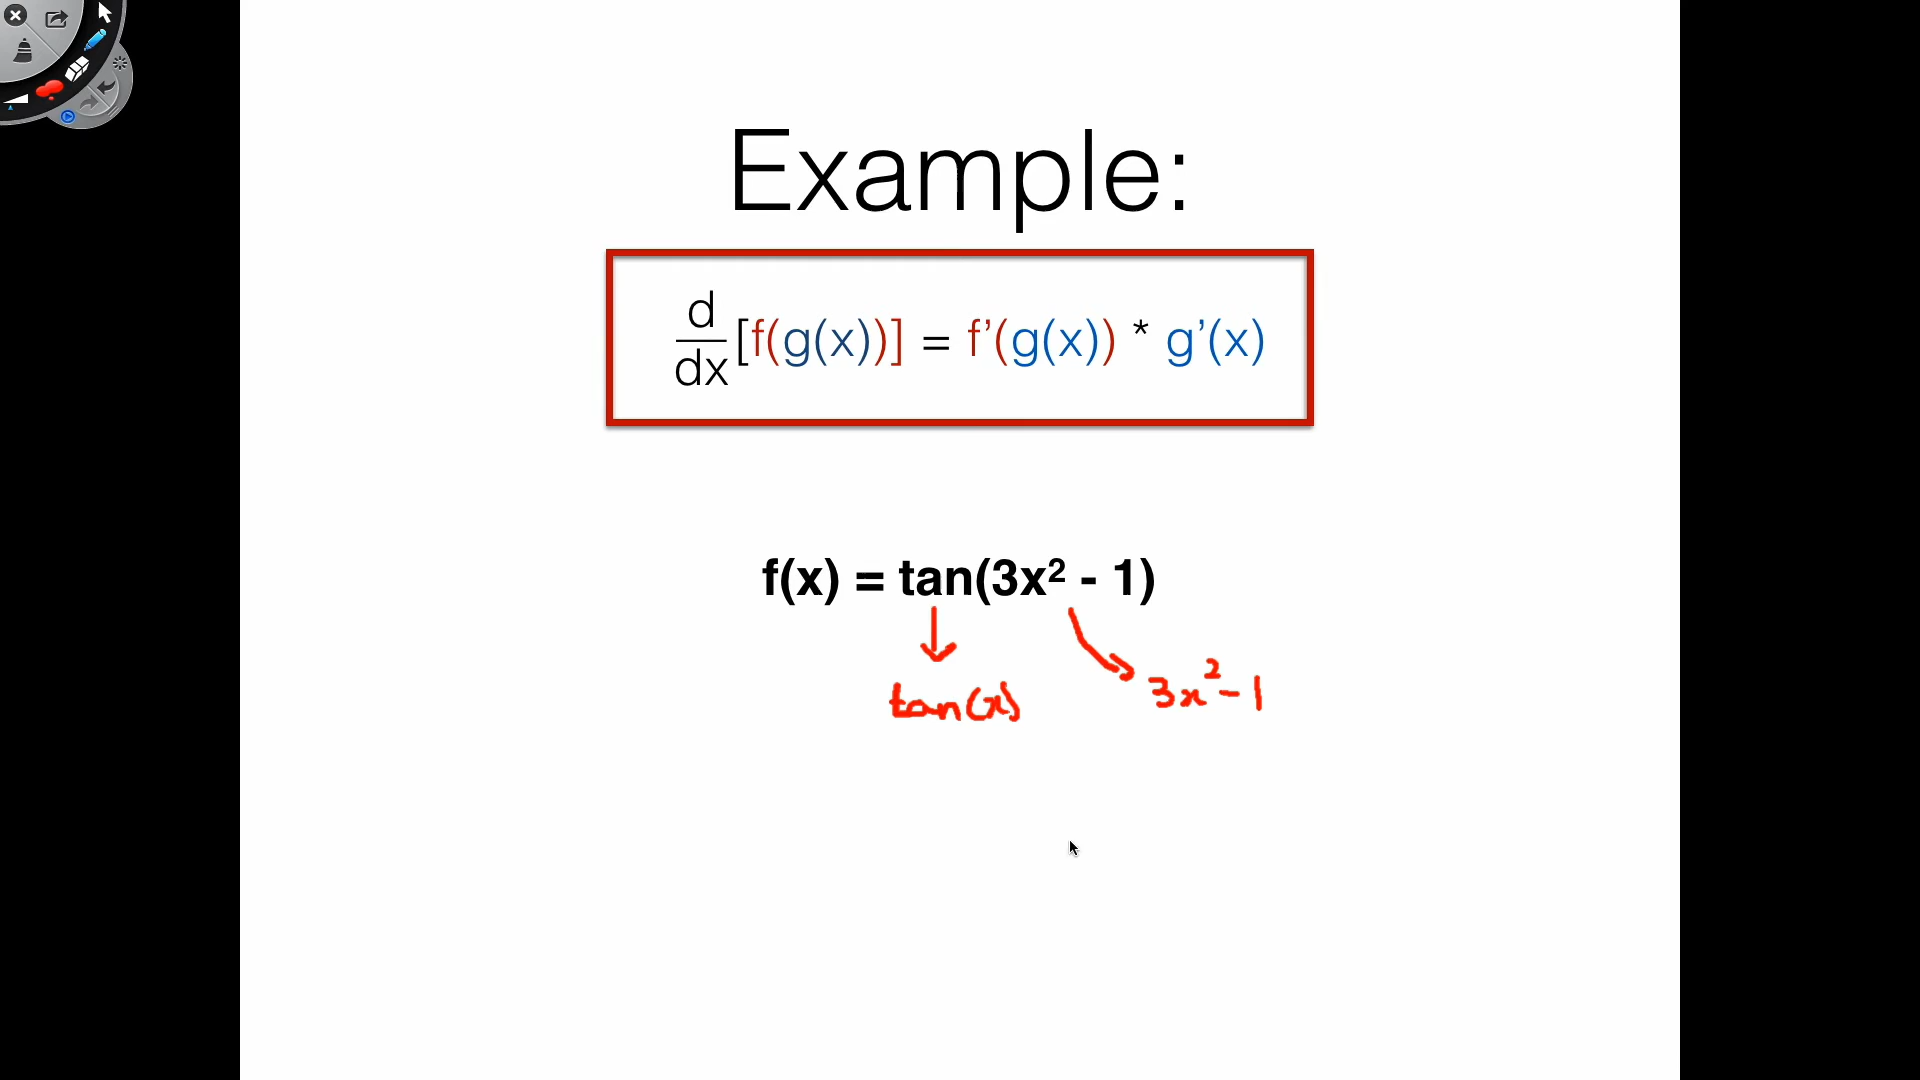 Example:
d
dx
[f(g(x))] = f’(g(x)) * g’(x)
f(x) = tan(3x² - 1)
tan(x)
3x² - 1